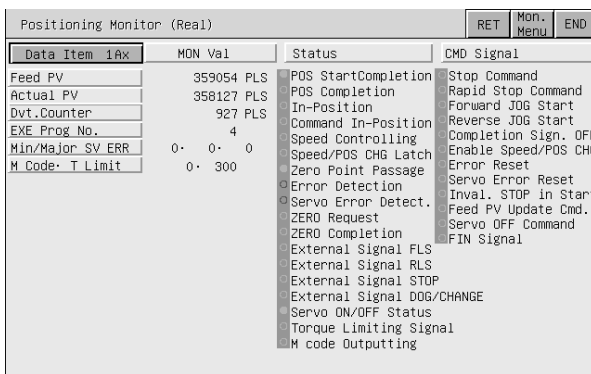 Positioning Monitor (Real)
RET
Mon. Menu
END
Data Item 1Ax
MON Val
Status
CMD Signal
Feed PV 359054 PLS
Actual PV 358127 PLS
Dvt.Counter 927 PLS
EXE Prog No. 4
Min/Major SV ERR 0· 0· 0
M Code· T Limit 0· 300
POS StartCompletion
POS Completion
In-Position
Command In-Position
Speed Controlling
Speed/POS CHG Latch
Zero Point Passage
Error Detection
Servo Error Detect.
ZERO Request
ZERO Completion
External Signal FLS
External Signal RLS
External Signal STOP
External Signal DOG/CHANGE
Servo ON/OFF Status
Torque Limiting Signal
M code Outputting
Stop Command
Rapid Stop Command
Forward JOG Start
Reverse JOG Start
Completion Sign. OFF
Enable Speed/POS CH
Error Reset
Servo Error Reset
Inval. STOP in Star
Feed PV Update Cmd.
Servo OFF Command
FIN Signal